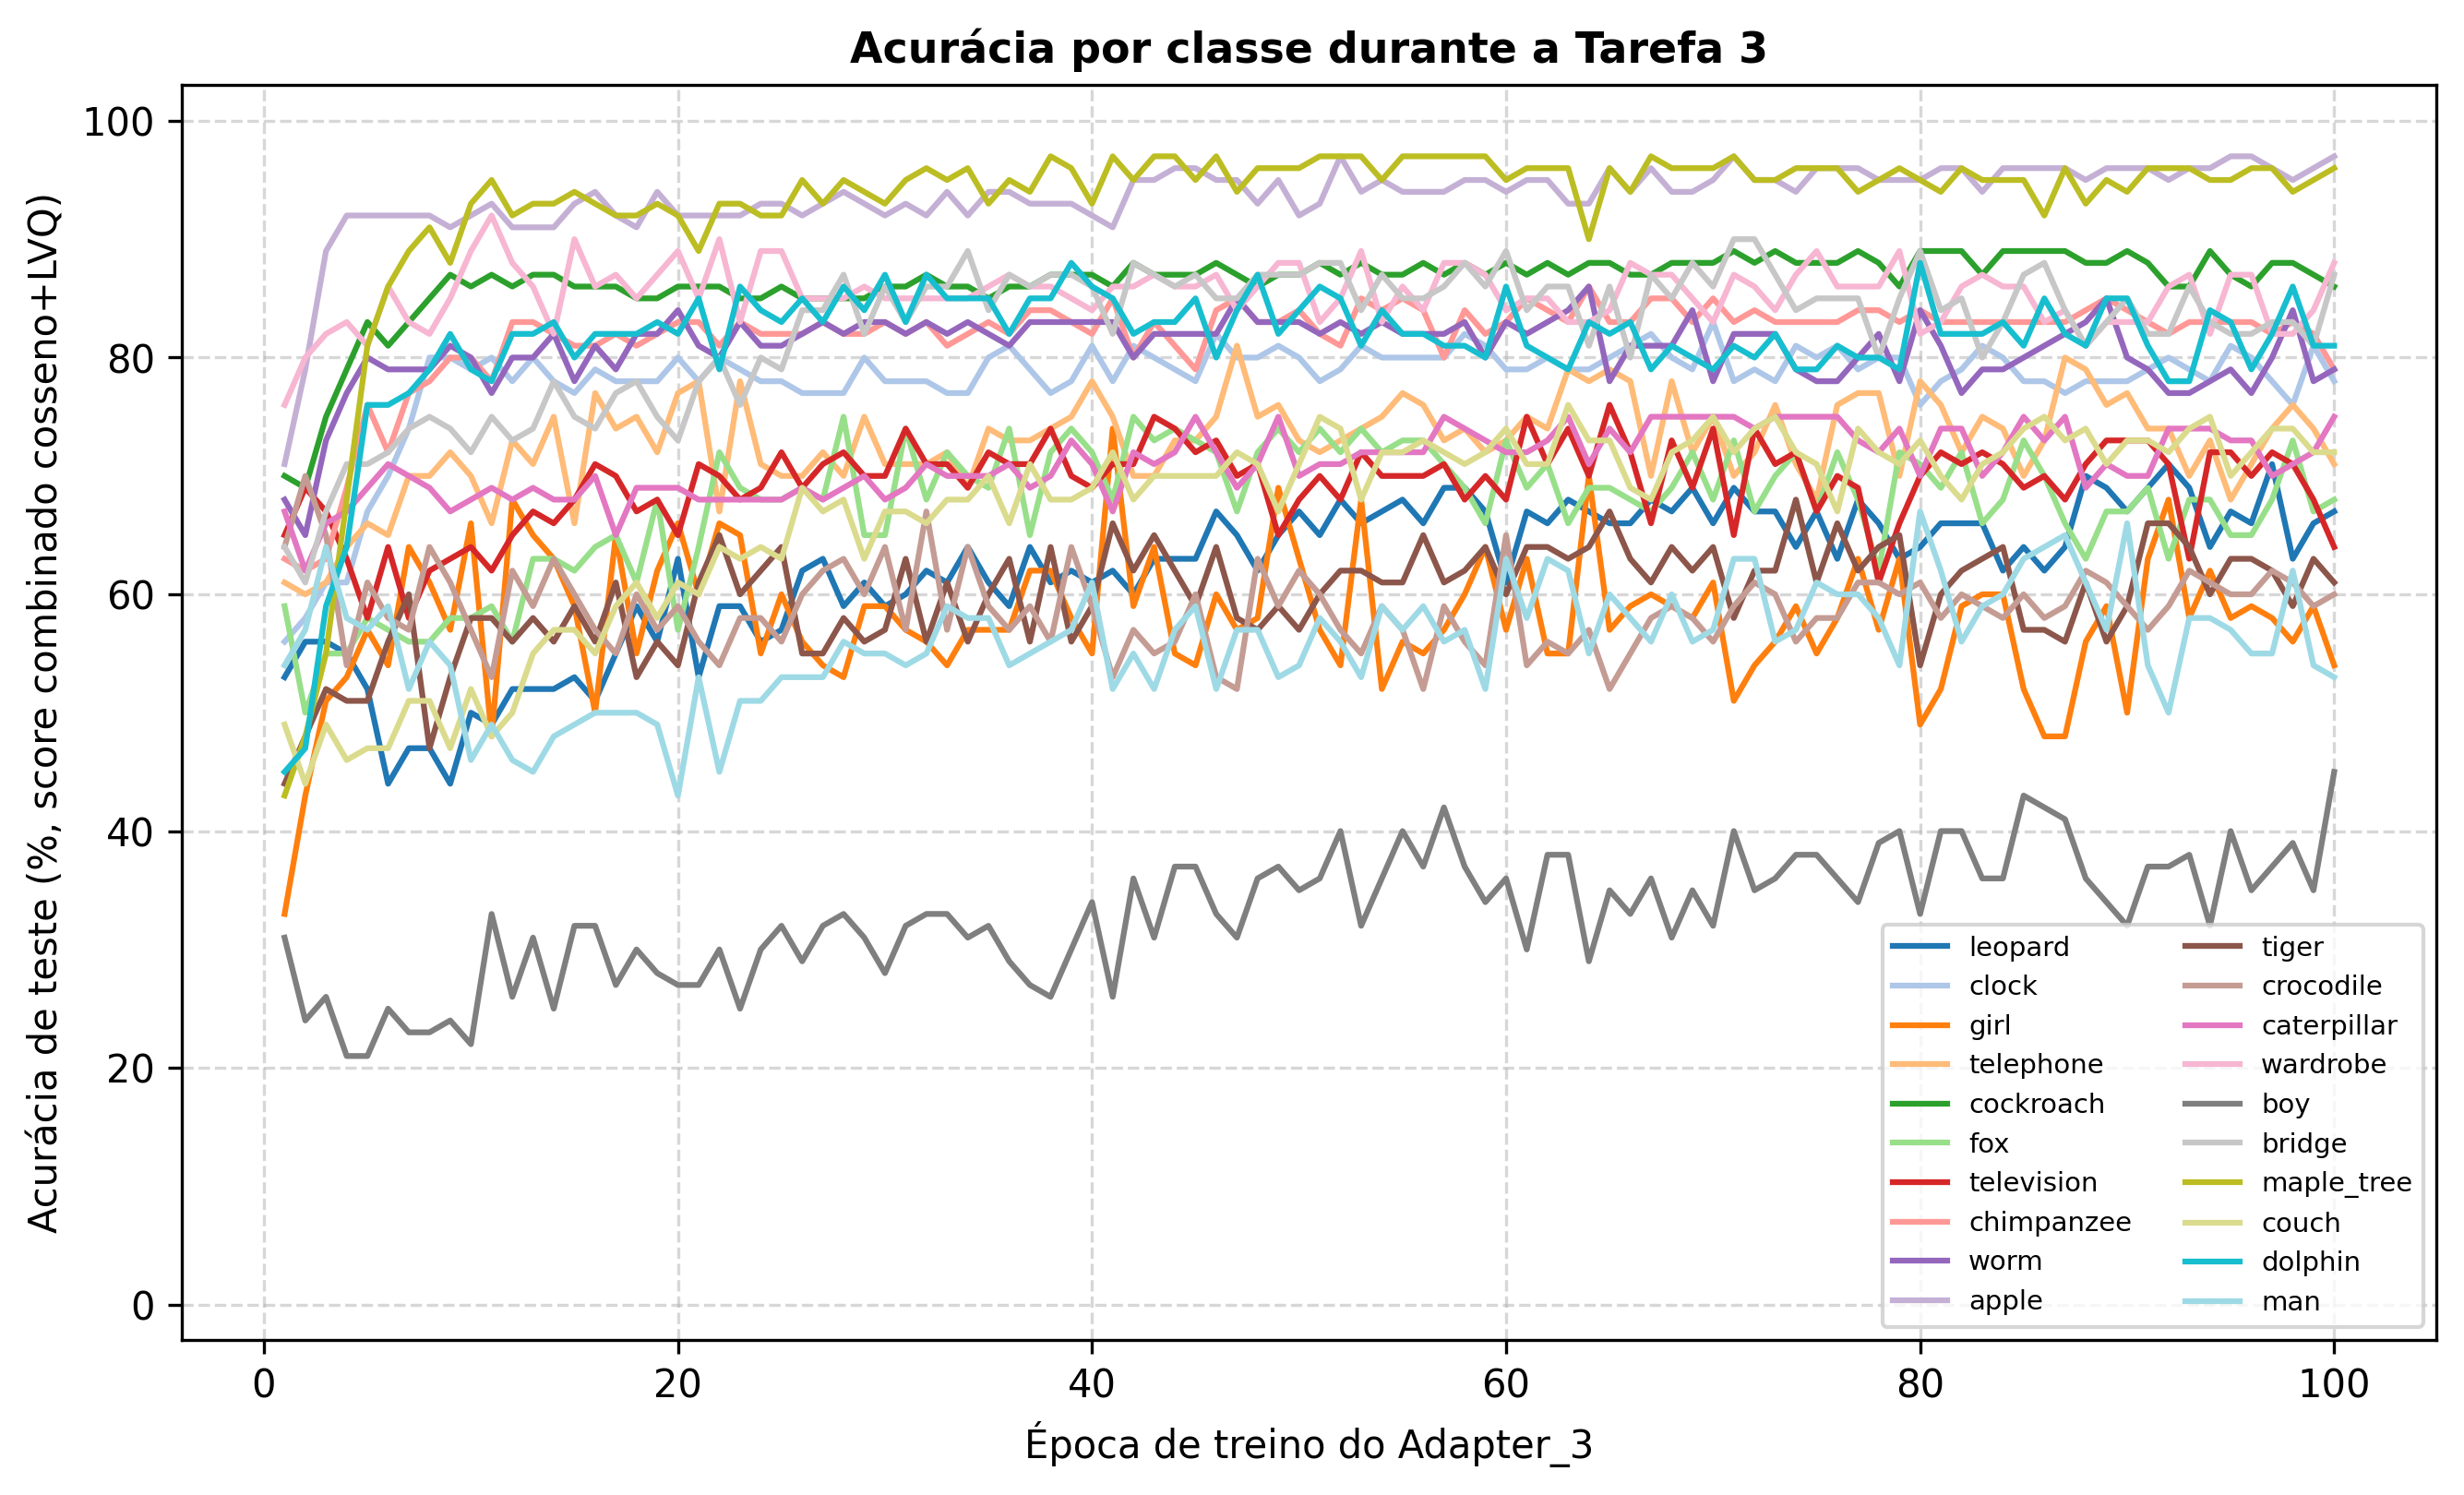 Acurácia por classe durante a Tarefa 3
Acurácia de teste (%, score combinado cosseno+LVQ)
100
80
60
40
20
0
0
20
40
60
80
100
Época de treino do Adapter_3
leopard
clock
girl
telephone
cockroach
fox
television
chimpanzee
worm
apple
tiger
crocodile
caterpillar
wardrobe
boy
bridge
maple_tree
couch
dolphin
man